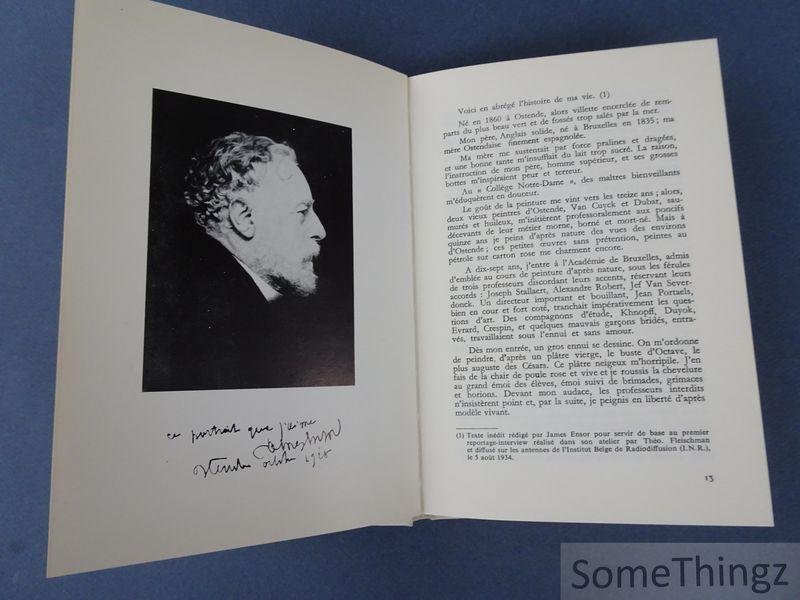 ce portrait que j'aime
James Ensor
Ostende octobre 1926
Voici en abrégé l'histoire de ma vie. (1)
Né en 1860 à Ostende, alors villette encerclée de rem-
parts du plus beau vert et de fossés trop salés par la mer.
Mon père, Anglais solide, né à Bruxelles en 1835 ; ma
mère Ostendaise finement espagnolée.
Ma mère me sustentait par force pralines et dragées,
et une bonne tante m'insufflait du lait trop sucré. La raison,
l'instruction de mon père, homme supérieur, et ses grosses
bottes m'inspiraient peur et terreur.
Au « Collège Notre-Dame », des maîtres bienveillants
m'éduquèrent en douceur.
Le goût de la peinture me vint vers les treize ans ; alors,
deux vieux peintres d'Ostende, Van Cuyck et Dubar, sau-
murés et huileux, m'initièrent professoralement aux poncifs
décevants de leur métier morne, borné et mort-né. Mais à
quinze ans je peins d'après nature des vues des environs
d'Ostende ; ces petites œuvres sans prétention, peintes au
pétrole sur carton rose me charment encore.
A dix-sept ans, j'entre à l'Académie de Bruxelles, admis
d'emblée au cours de peinture d'après nature, sous les férules
de trois professeurs discordant leurs accents, réservant leurs
accords : Joseph Stallaert, Alexandre Robert, Jef Van Sever-
donck. Un directeur important et bouillant, Jean Portaels,
bien en cour et fort coté, tranchait impérativement les ques-
tions d'art. Des compagnons d'étude, Khnopff, Duyok,
Evrard, Crespin, et quelques mauvais garçons bridés, entra-
vés, travaillaient sous l'ennui et sans amour.
Dès mon entrée, un gros ennui se dessine. On m'ordonne
de peindre, d'après un plâtre vierge, le buste d'Octave, le
plus auguste des Césars. Ce plâtre neigeux m'horripile. J'en
fais de la chair de poule rose et vive et je roussis la chevelure
au grand émoi des élèves, émoi suivi de brimades, grimaces
et horions. Devant mon audace, les professeurs interdits
n'insistèrent point et, par la suite, je peignis en liberté d'après
modèle vivant.
(1) Texte inédit rédigé par James Ensor pour servir de base au premier
reportage-interview réalisé dans son atelier par Théo. Fleischman
et diffusé sur les antennes de l'Institut Belge de Radiodiffusion (I.N.R.),
le 5 août 1934.
13
SomeThingz